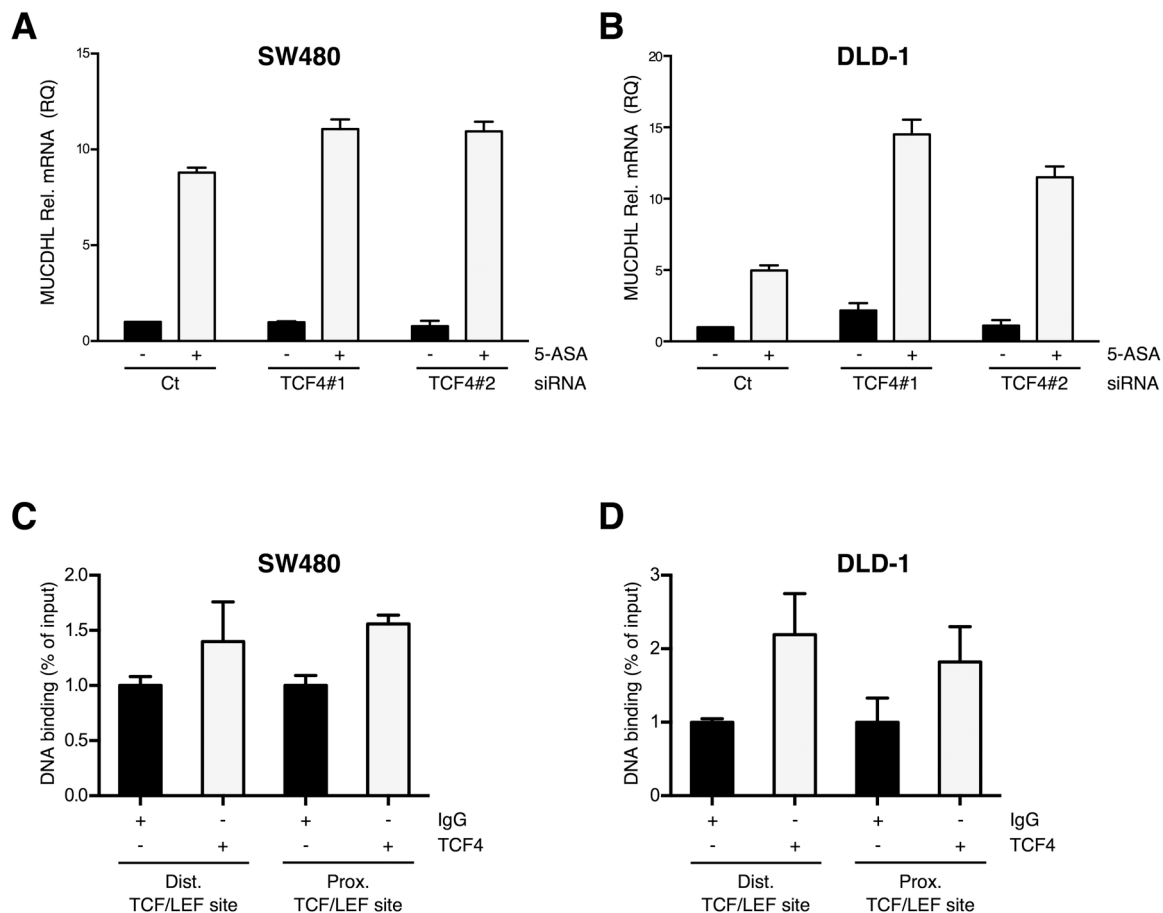 A
SW480
MUCDHL Rel. mRNA (RQ)
15
10
5
0
- + - + - + 5-ASA
Ct TCF4#1 TCF4#2 siRNA
B
DLD-1
MUCDHL Rel. mRNA (RQ)
20
15
10
5
0
- + - + - + 5-ASA
Ct TCF4#1 TCF4#2 siRNA
C
SW480
DNA binding (% of input)
2.0
1.5
1.0
0.5
0.0
+ - + - IgG
- + - + TCF4
Dist. Prox.
TCF/LEF site TCF/LEF site
D
DLD-1
DNA binding (% of input)
3
2
1
0
+ - + - IgG
- + - + TCF4
Dist. Prox.
TCF/LEF site TCF/LEF site